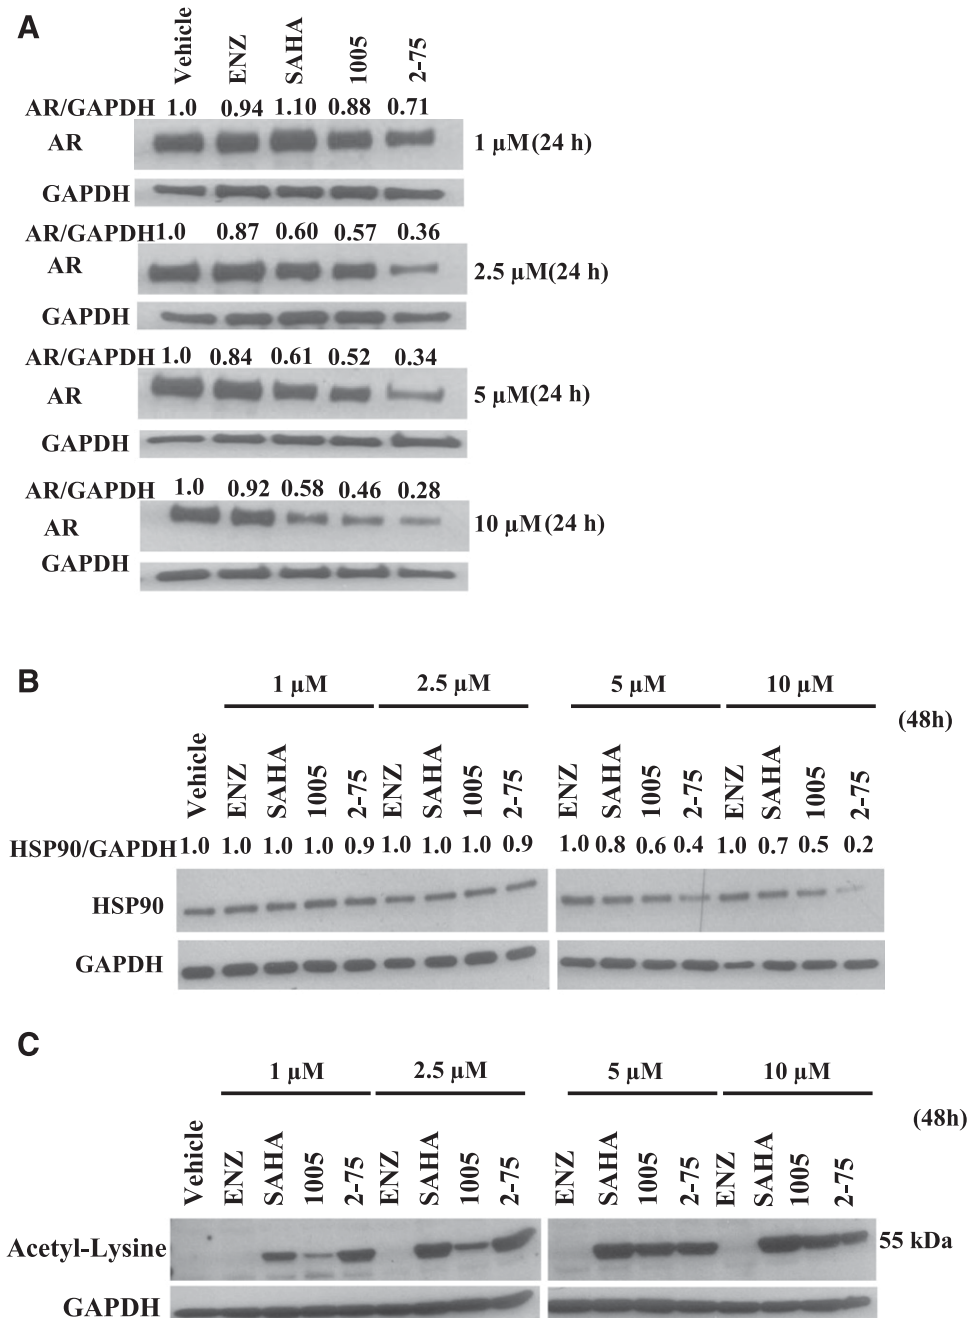 A
Vehicle ENZ SAHA 1005 2-75
AR/GAPDH 1.0 0.94 1.10 0.88 0.71
AR 1 µM(24 h)
GAPDH
AR/GAPDH1.0 0.87 0.60 0.57 0.36
AR 2.5 µM(24 h)
GAPDH
AR/GAPDH 1.0 0.84 0.61 0.52 0.34
AR 5 µM(24 h)
GAPDH
AR/GAPDH 1.0 0.92 0.58 0.46 0.28
AR 10 µM(24 h)
GAPDH
B
1 µM 2.5 µM 5 µM 10 µM
(48h)
Vehicle ENZ SAHA 1005 2-75 ENZ SAHA 1005 2-75 ENZ SAHA 1005 2-75 ENZ SAHA 1005 2-75
HSP90/GAPDH 1.0 1.0 1.0 1.0 0.9 1.0 1.0 1.0 0.9 1.0 0.8 0.6 0.4 1.0 0.7 0.5 0.2
HSP90
GAPDH
C
1 µM 2.5 µM 5 µM 10 µM
(48h)
Vehicle ENZ SAHA 1005 2-75 ENZ SAHA 1005 2-75 ENZ SAHA 1005 2-75 ENZ SAHA 1005 2-75
Acetyl-Lysine 55 kDa
GAPDH